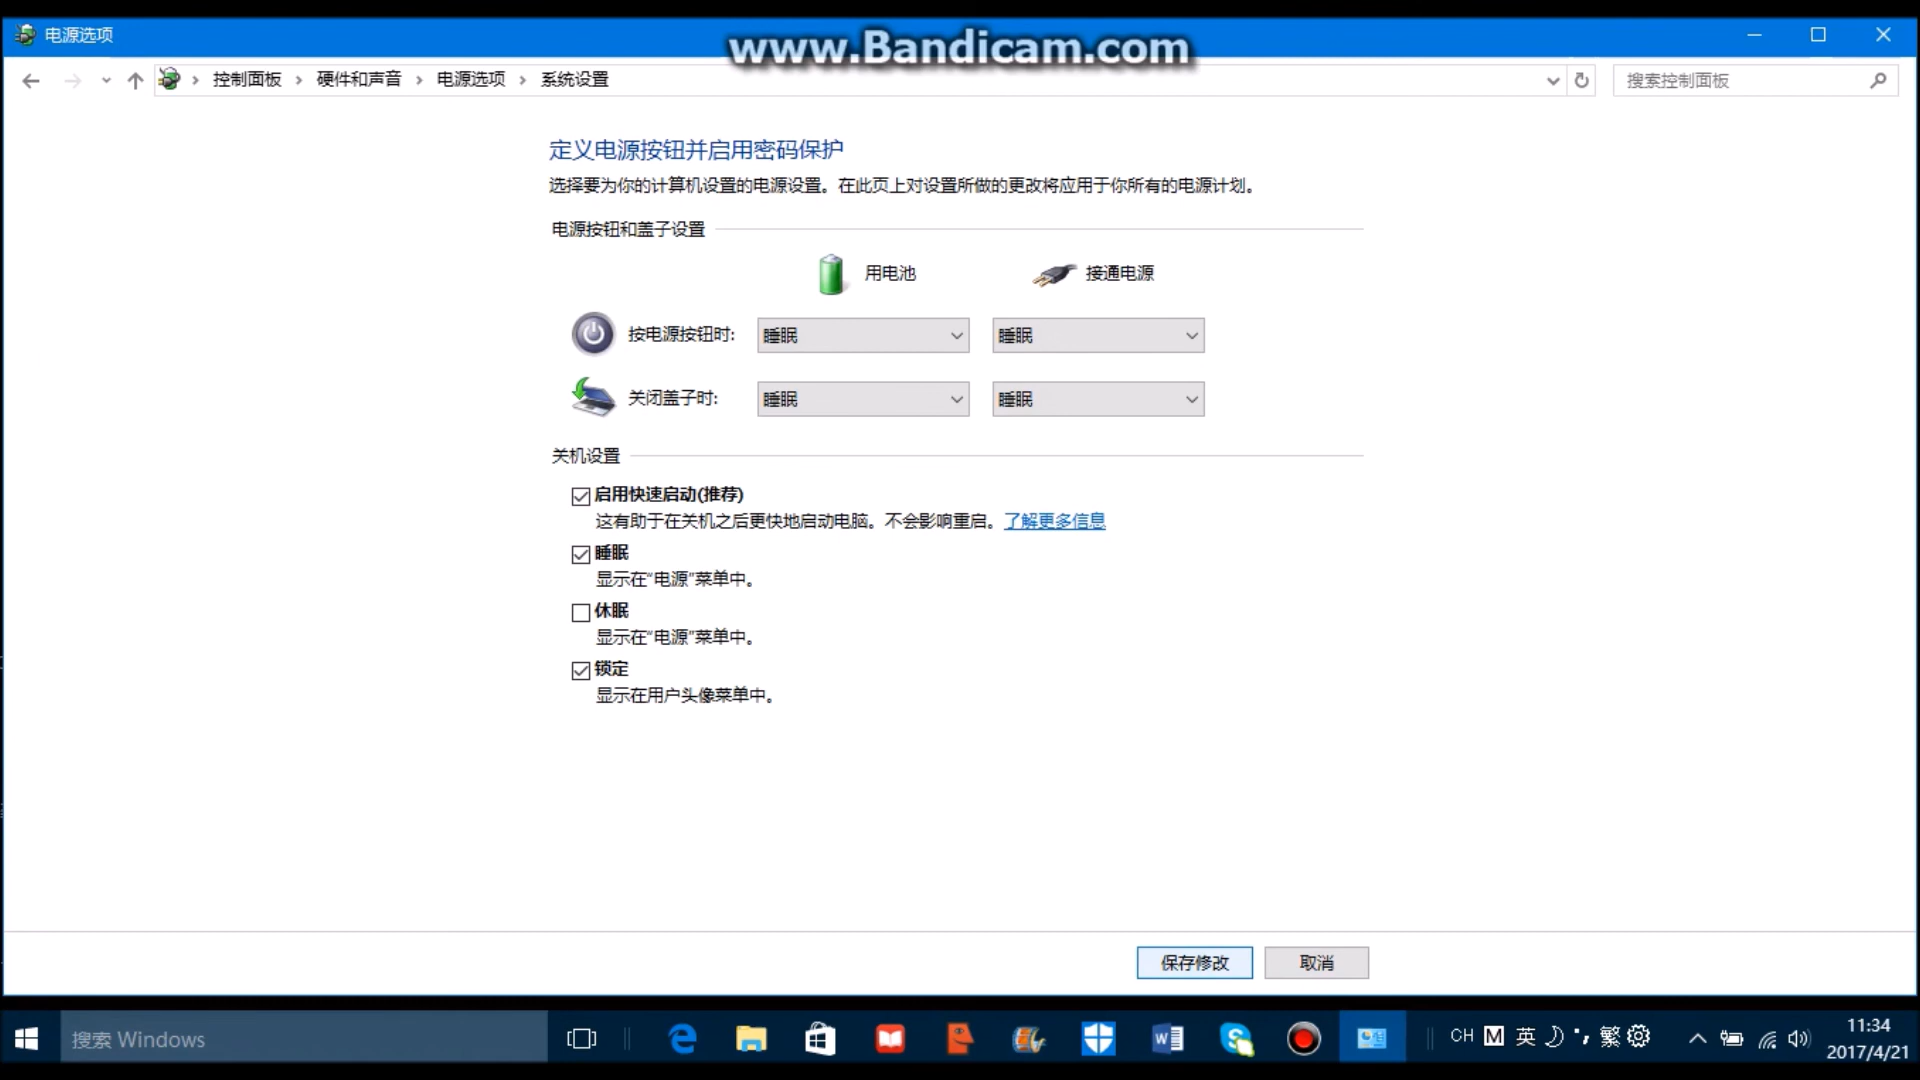 电源选项
www.Bandicam.com
控制面板 > 硬件和声音 > 电源选项 > 系统设置
搜索控制面板
定义电源按钮并启用密码保护
选择要为你的计算机设置的电源设置。在此页上对设置所做的更改将应用于你所有的电源计划。
电源按钮和盖子设置
用电池 接通电源
按电源按钮时: 睡眠 睡眠
关闭盖子时: 睡眠 睡眠
关机设置
启用快速启动(推荐)
这有助于在关机之后更快地启动电脑。不会影响重启。了解更多信息
睡眠
显示在“电源”菜单中。
休眠
显示在“电源”菜单中。
锁定
显示在用户头像菜单中。
保存修改 取消
搜索 Windows
CH M 英 繁
11:34
2017/4/21